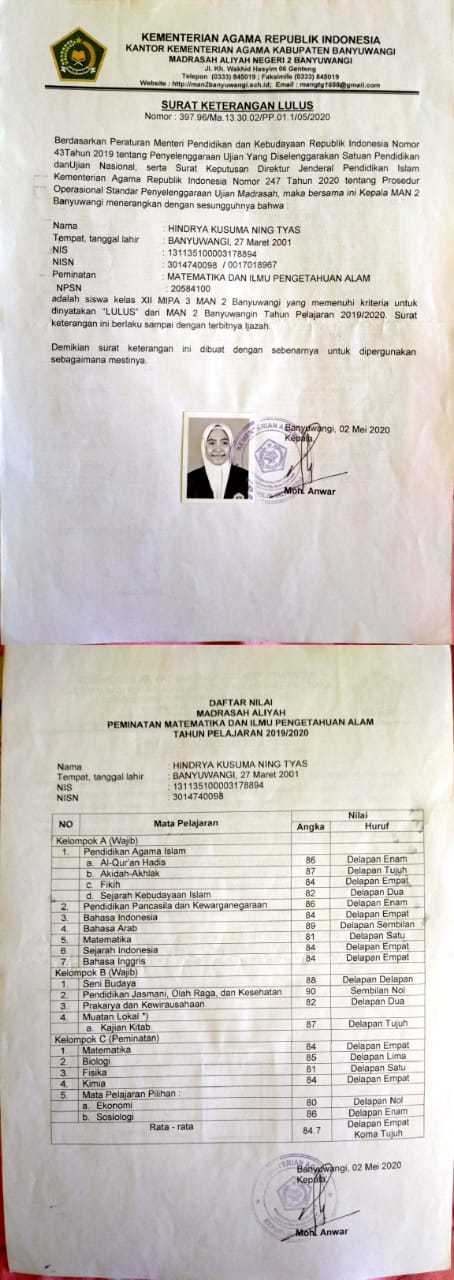 KEMENTERIAN AGAMA REPUBLIK INDONESIA
KANTOR KEMENTERIAN AGAMA KABUPATEN BANYUWANGI
MADRASAH ALIYAH NEGERI 2 BANYUWANGI
Jl. Kh. Wakhid Hasyim 06 Genteng
Telepon (0333) 845019 ; Faksimile (0333) 845019
Website : http://man2banyuwangi.sch.id; Email : mangtg1658@gmail.com
SURAT KETERANGAN LULUS
Nomor : 397.96/Ma.13.30.02/PP.01.1/05/2020
Berdasarkan Peraturan Menteri Pendidikan dan Kebudayaan Republik Indonesia Nomor
43Tahun 2019 tentang Penyelenggaraan Ujian Yang Diselenggarakan Satuan Pendidikan
danUjian Nasional, serta Surat Keputusan Direktur Jenderal Pendidikan Islam
Kementerian Agama Republik Indonesia Nomor 247 Tahun 2020 tentang Prosedur
Operasional Standar Penyelenggaraan Ujian Madrasah, maka bersama ini Kepala MAN 2
Banyuwangi menerangkan dengan sesungguhnya bahwa :
Nama : HINDRYA KUSUMA NING TYAS
Tempat, tanggal lahir : BANYUWANGI, 27 Maret 2001
NIS : 131135100003178894
NISN : 3014740098 / 0017018967
Peminatan : MATEMATIKA DAN ILMU PENGETAHUAN ALAM
NPSN : 20584100
adalah siswa kelas XII MIPA 3 MAN 2 Banyuwangi yang memenuhi kriteria untuk
dinyatakan "LULUS" dari MAN 2 Banyuwangin Tahun Pelajaran 2019/2020. Surat
keterangan ini berlaku sampai dengan terbitnya Ijazah.
Demikian surat keterangan ini dibuat dengan sebenarnya untuk dipergunakan
sebagaimana mestinya.
Banyuwangi, 02 Mei 2020
Kepala,
Moh. Anwar
DAFTAR NILAI
MADRASAH ALIYAH
PEMINATAN MATEMATIKA DAN ILMU PENGETAHUAN ALAM
TAHUN PELAJARAN 2019/2020
Nama : HINDRYA KUSUMA NING TYAS
Tempat, tanggal lahir : BANYUWANGI, 27 Maret 2001
NIS : 131135100003178894
NISN : 3014740098
NO Mata Pelajaran Nilai
Angka Huruf
Kelompok A (Wajib)
1. Pendidikan Agama Islam
a. Al-Qur'an Hadis 86 Delapan Enam
b. Akidah-Akhlak 87 Delapan Tujuh
c. Fikih 84 Delapan Empat
d. Sejarah Kebudayaan Islam 82 Delapan Dua
2. Pendidikan Pancasila dan Kewarganegaraan 86 Delapan Enam
3. Bahasa Indonesia 84 Delapan Empat
4. Bahasa Arab 89 Delapan Sembilan
5. Matematika 81 Delapan Satu
6. Sejarah Indonesia 84 Delapan Empat
7. Bahasa Inggris 84 Delapan Empat
Kelompok B (Wajib)
1. Seni Budaya 88 Delapan Delapan
2. Pendidikan Jasmani, Olah Raga, dan Kesehatan 90 Sembilan Nol
3. Prakarya dan Kewirausahaan 82 Delapan Dua
4. Muatan Lokal *)
a. Kajian Kitab 87 Delapan Tujuh
Kelompok C (Peminatan)
1 Matematika 84 Delapan Empat
2. Biologi 85 Delapan Lima
3. Fisika 81 Delapan Satu
4. Kimia 84 Delapan Empat
5. Mata Pelajaran Pilihan :
a. Ekonomi 80 Delapan Nol
b. Sosiologi 86 Delapan Enam
Rata - rata 84.7 Delapan Empat
Koma Tujuh
Banyuwangi, 02 Mei 2020
Kepala,
Moh. Anwar